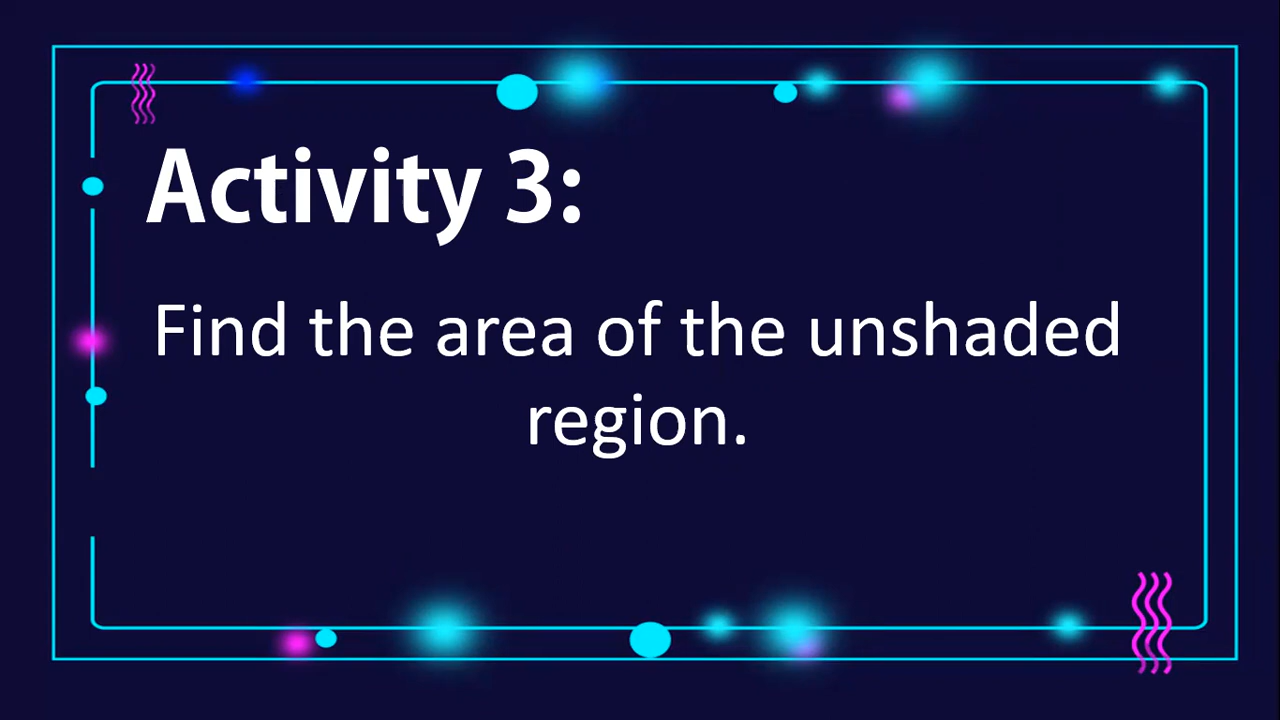 Activity 3:
Find the area of the unshaded
region.